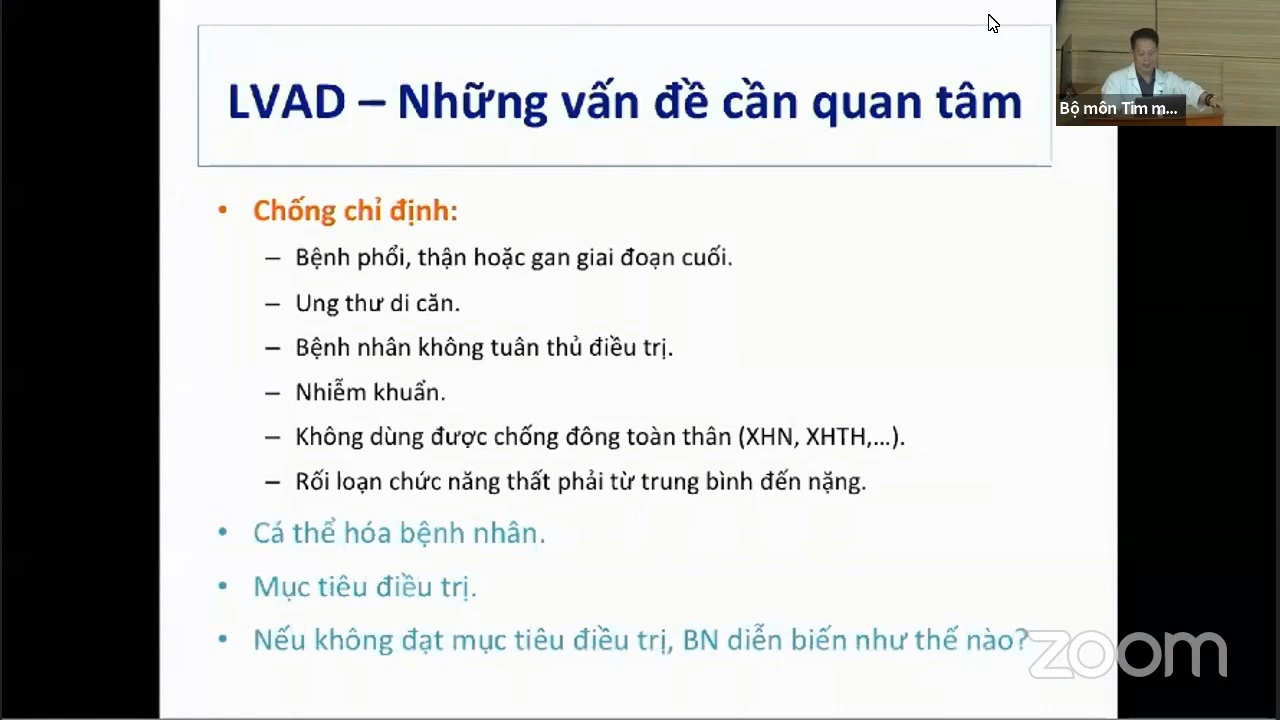 LVAD – Những vấn đề cần quan tâm
Bộ môn Tim m...
• Chống chỉ định:
– Bệnh phổi, thận hoặc gan giai đoạn cuối.
– Ung thư di căn.
– Bệnh nhân không tuân thủ điều trị.
– Nhiễm khuẩn.
– Không dùng được chống đông toàn thân (XHN, XHTH,...).
– Rối loạn chức năng thất phải từ trung bình đến nặng.
• Cá thể hóa bệnh nhân.
• Mục tiêu điều trị.
• Nếu không đạt mục tiêu điều trị, BN diễn biến như thế nào?
zoom